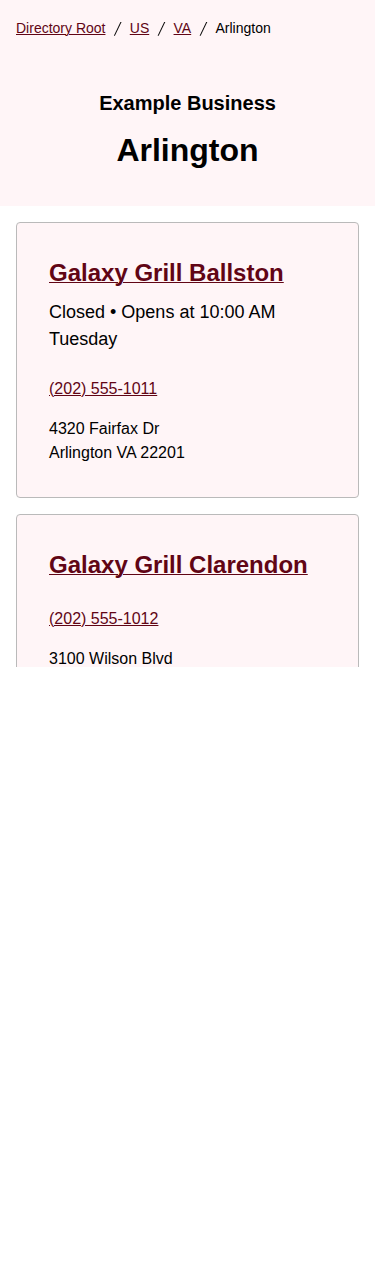 Directory Root / US / VA / Arlington
Example Business
Arlington
Galaxy Grill Ballston
Closed • Opens at 10:00 AM
Tuesday
(202) 555-1011
4320 Fairfax Dr
Arlington VA 22201
Galaxy Grill Clarendon
(202) 555-1012
3100 Wilson Blvd